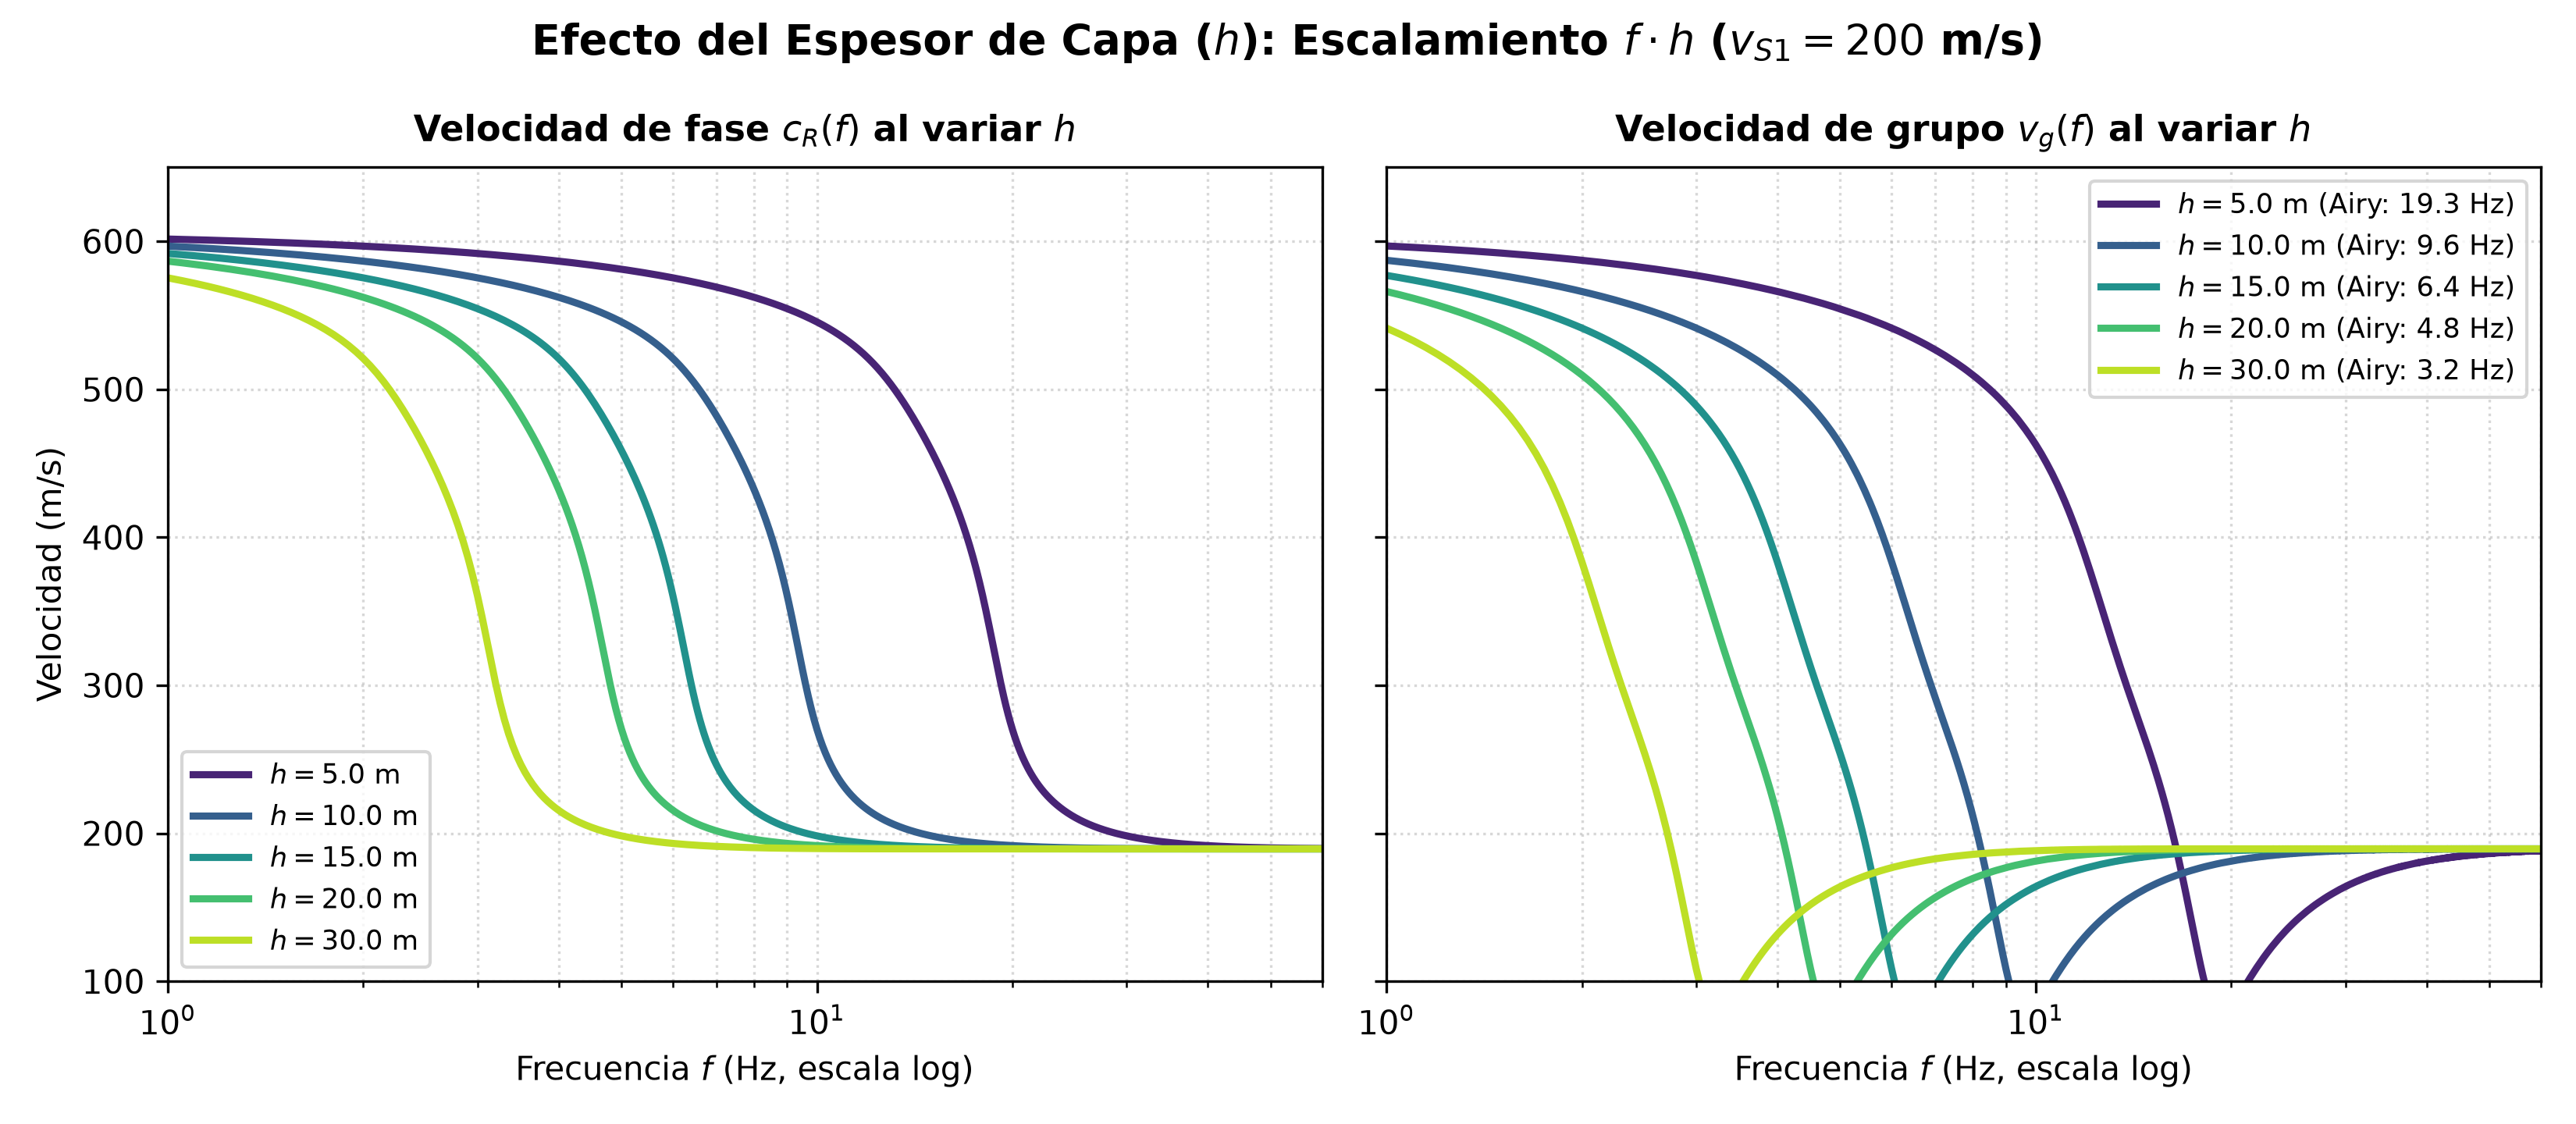 Efecto del Espesor de Capa (h): Escalamiento f · h (v_{S1} = 200 m/s)
Velocidad de fase c_R(f) al variar h
Velocidad (m/s)
600
500
400
300
200
100
h = 5.0 m
h = 10.0 m
h = 15.0 m
h = 20.0 m
h = 30.0 m
10^0
10^1
Frecuencia f (Hz, escala log)
Velocidad de grupo v_g(f) al variar h
h = 5.0 m (Airy: 19.3 Hz)
h = 10.0 m (Airy: 9.6 Hz)
h = 15.0 m (Airy: 6.4 Hz)
h = 20.0 m (Airy: 4.8 Hz)
h = 30.0 m (Airy: 3.2 Hz)
10^0
10^1
Frecuencia f (Hz, escala log)